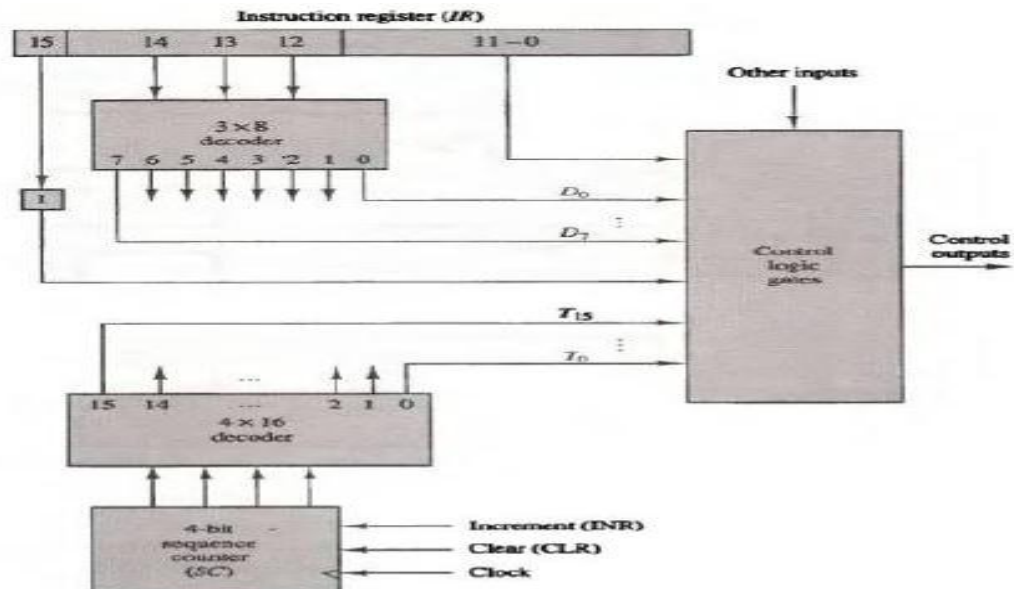 Instruction register (IR)
15 14 13 12 11 – 0
Other inputs
3 × 8
decoder
7 6 5 4 3 2 1 0
I
D0
⋮
D7
Control
logic
gates
Control
outputs
T15
⋮
T0
...
15 14 ... 2 1 0
4 × 16
decoder
4-bit
sequence
counter
(SC)
Increment (INR)
Clear (CLR)
Clock